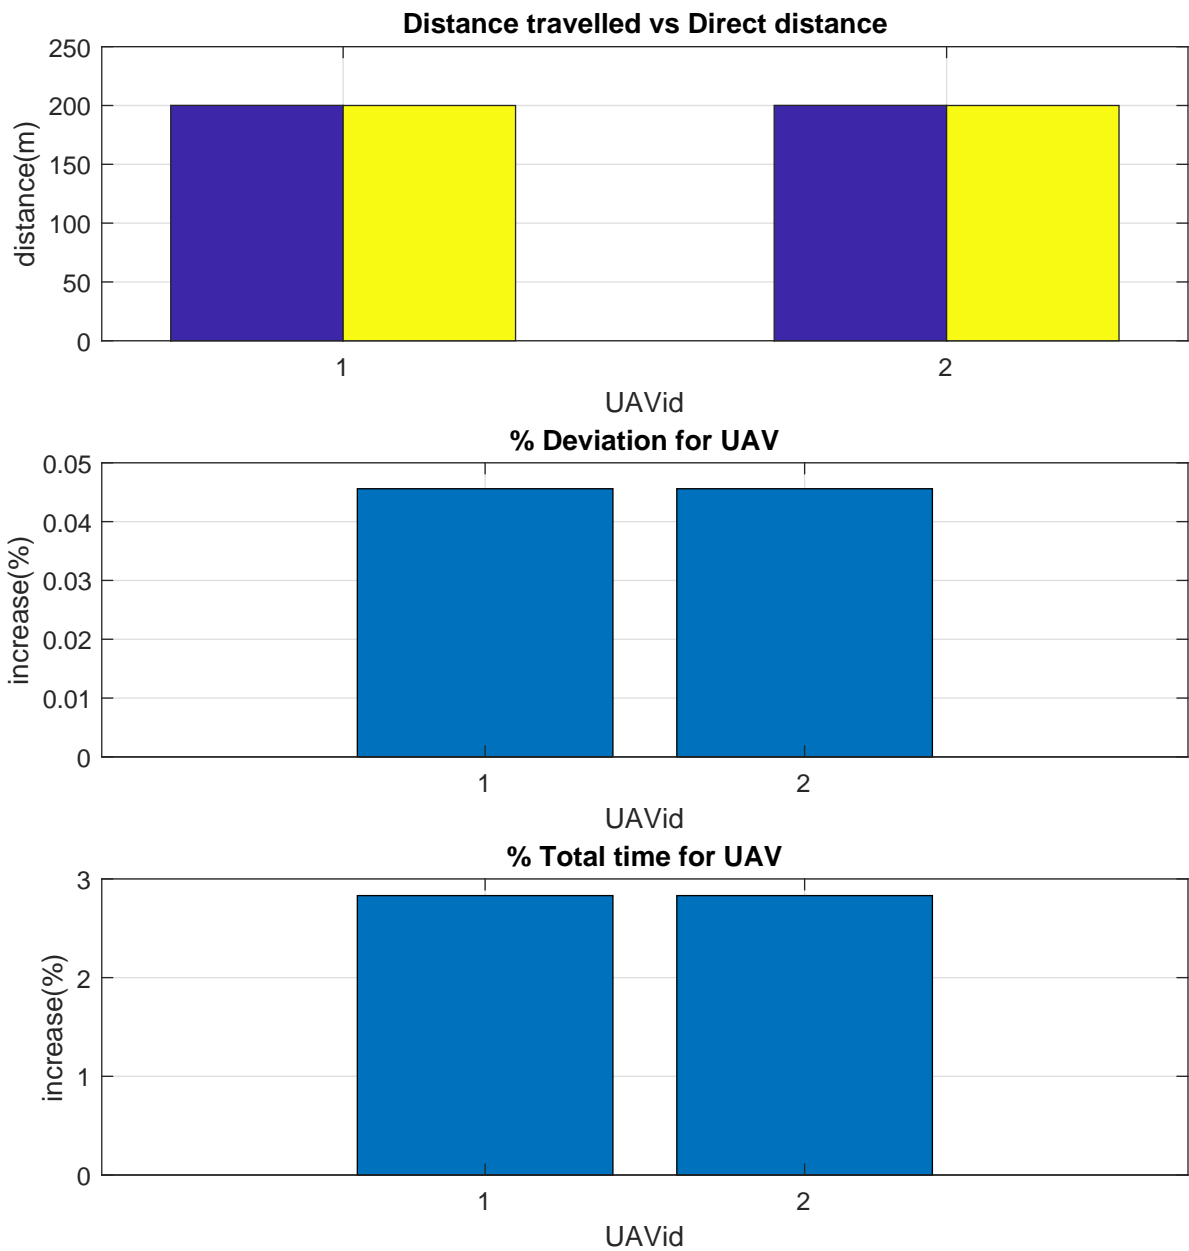 Distance travelled vs Direct distance
250
200
150
100
50
0
distance(m)
1 2
UAVid
% Deviation for UAV
0.05
0.04
0.03
0.02
0.01
0
increase(%)
1 2
UAVid
% Total time for UAV
3
2
1
0
increase(%)
1 2
UAVid